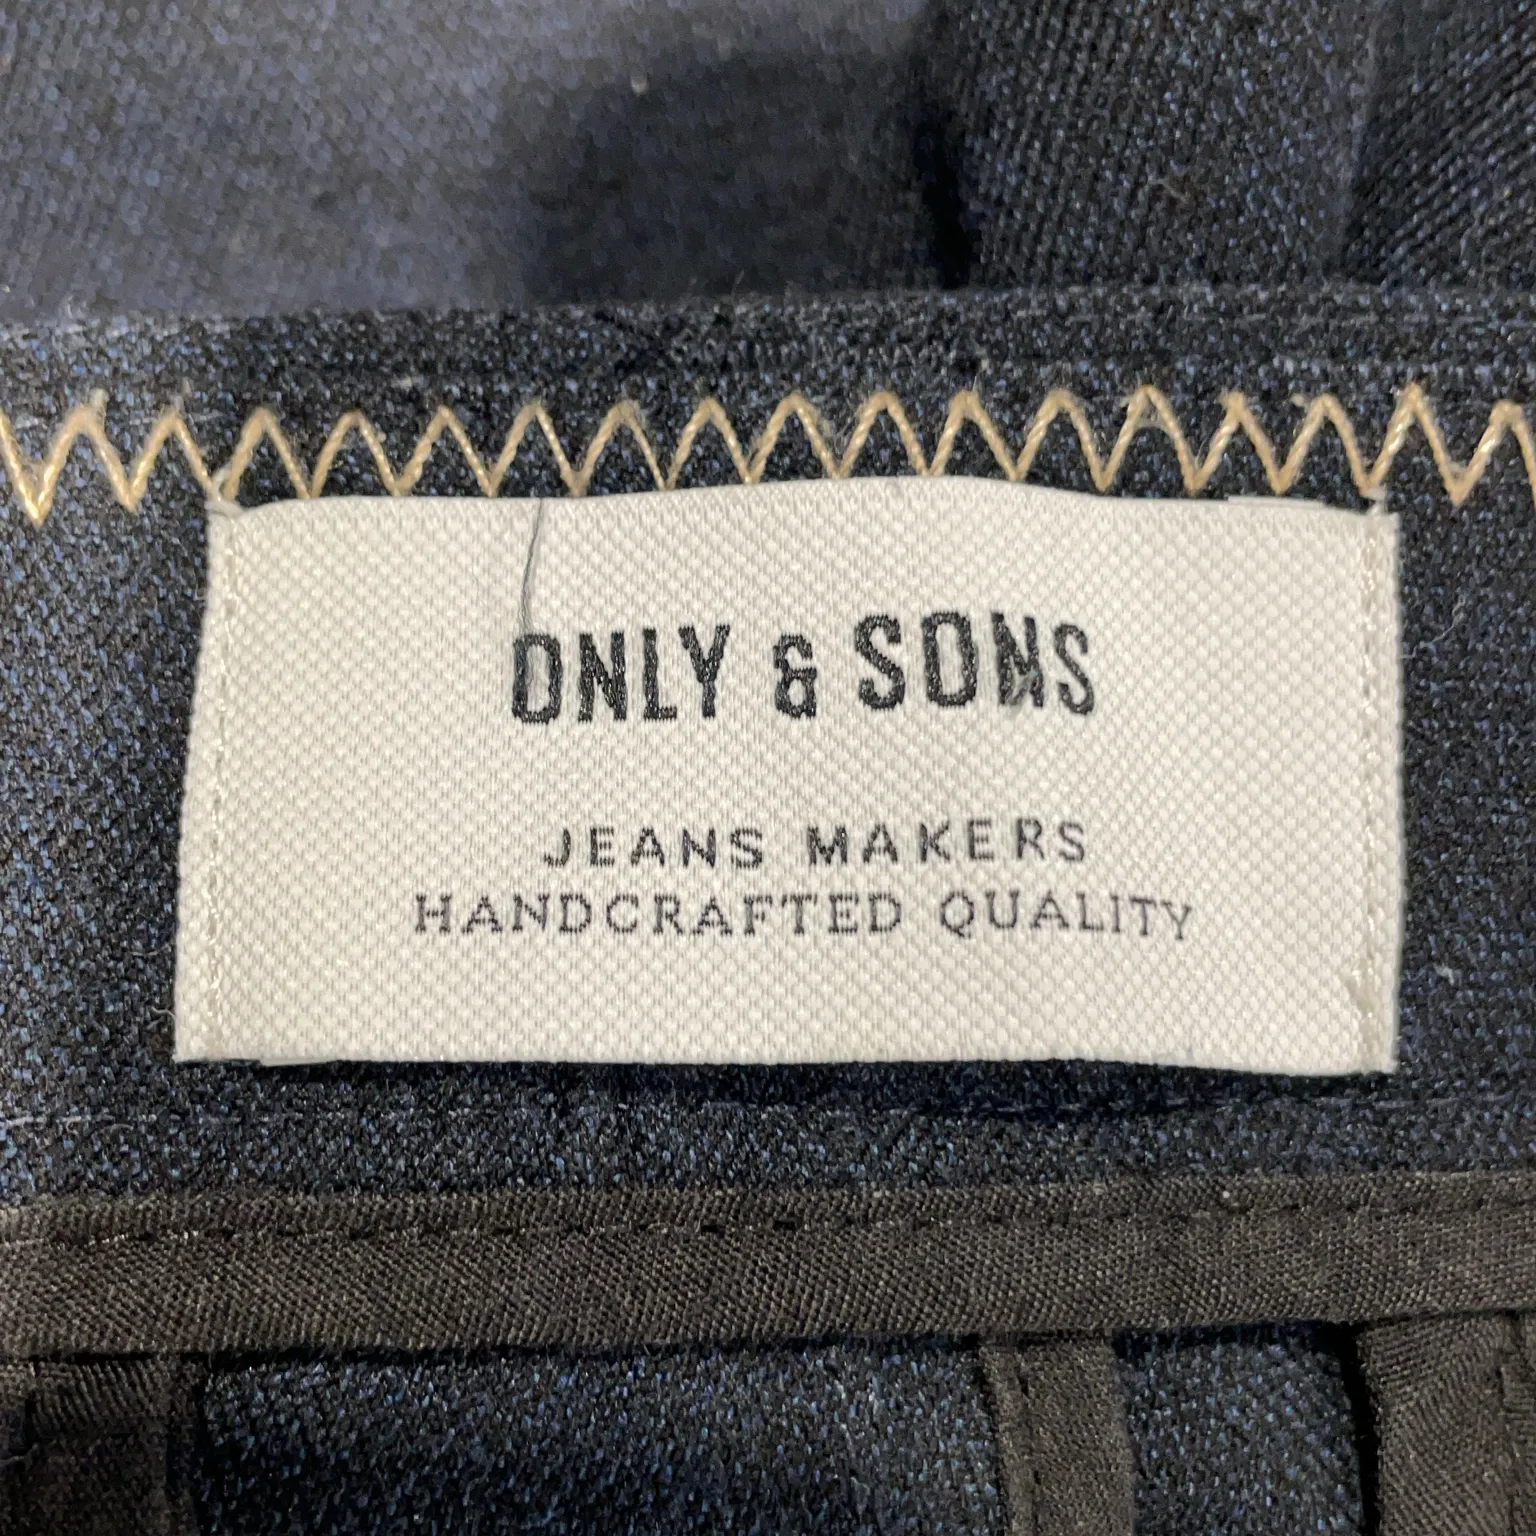 ONLY & SONS
JEANS MAKERS
HANDCRAFTED QUALITY